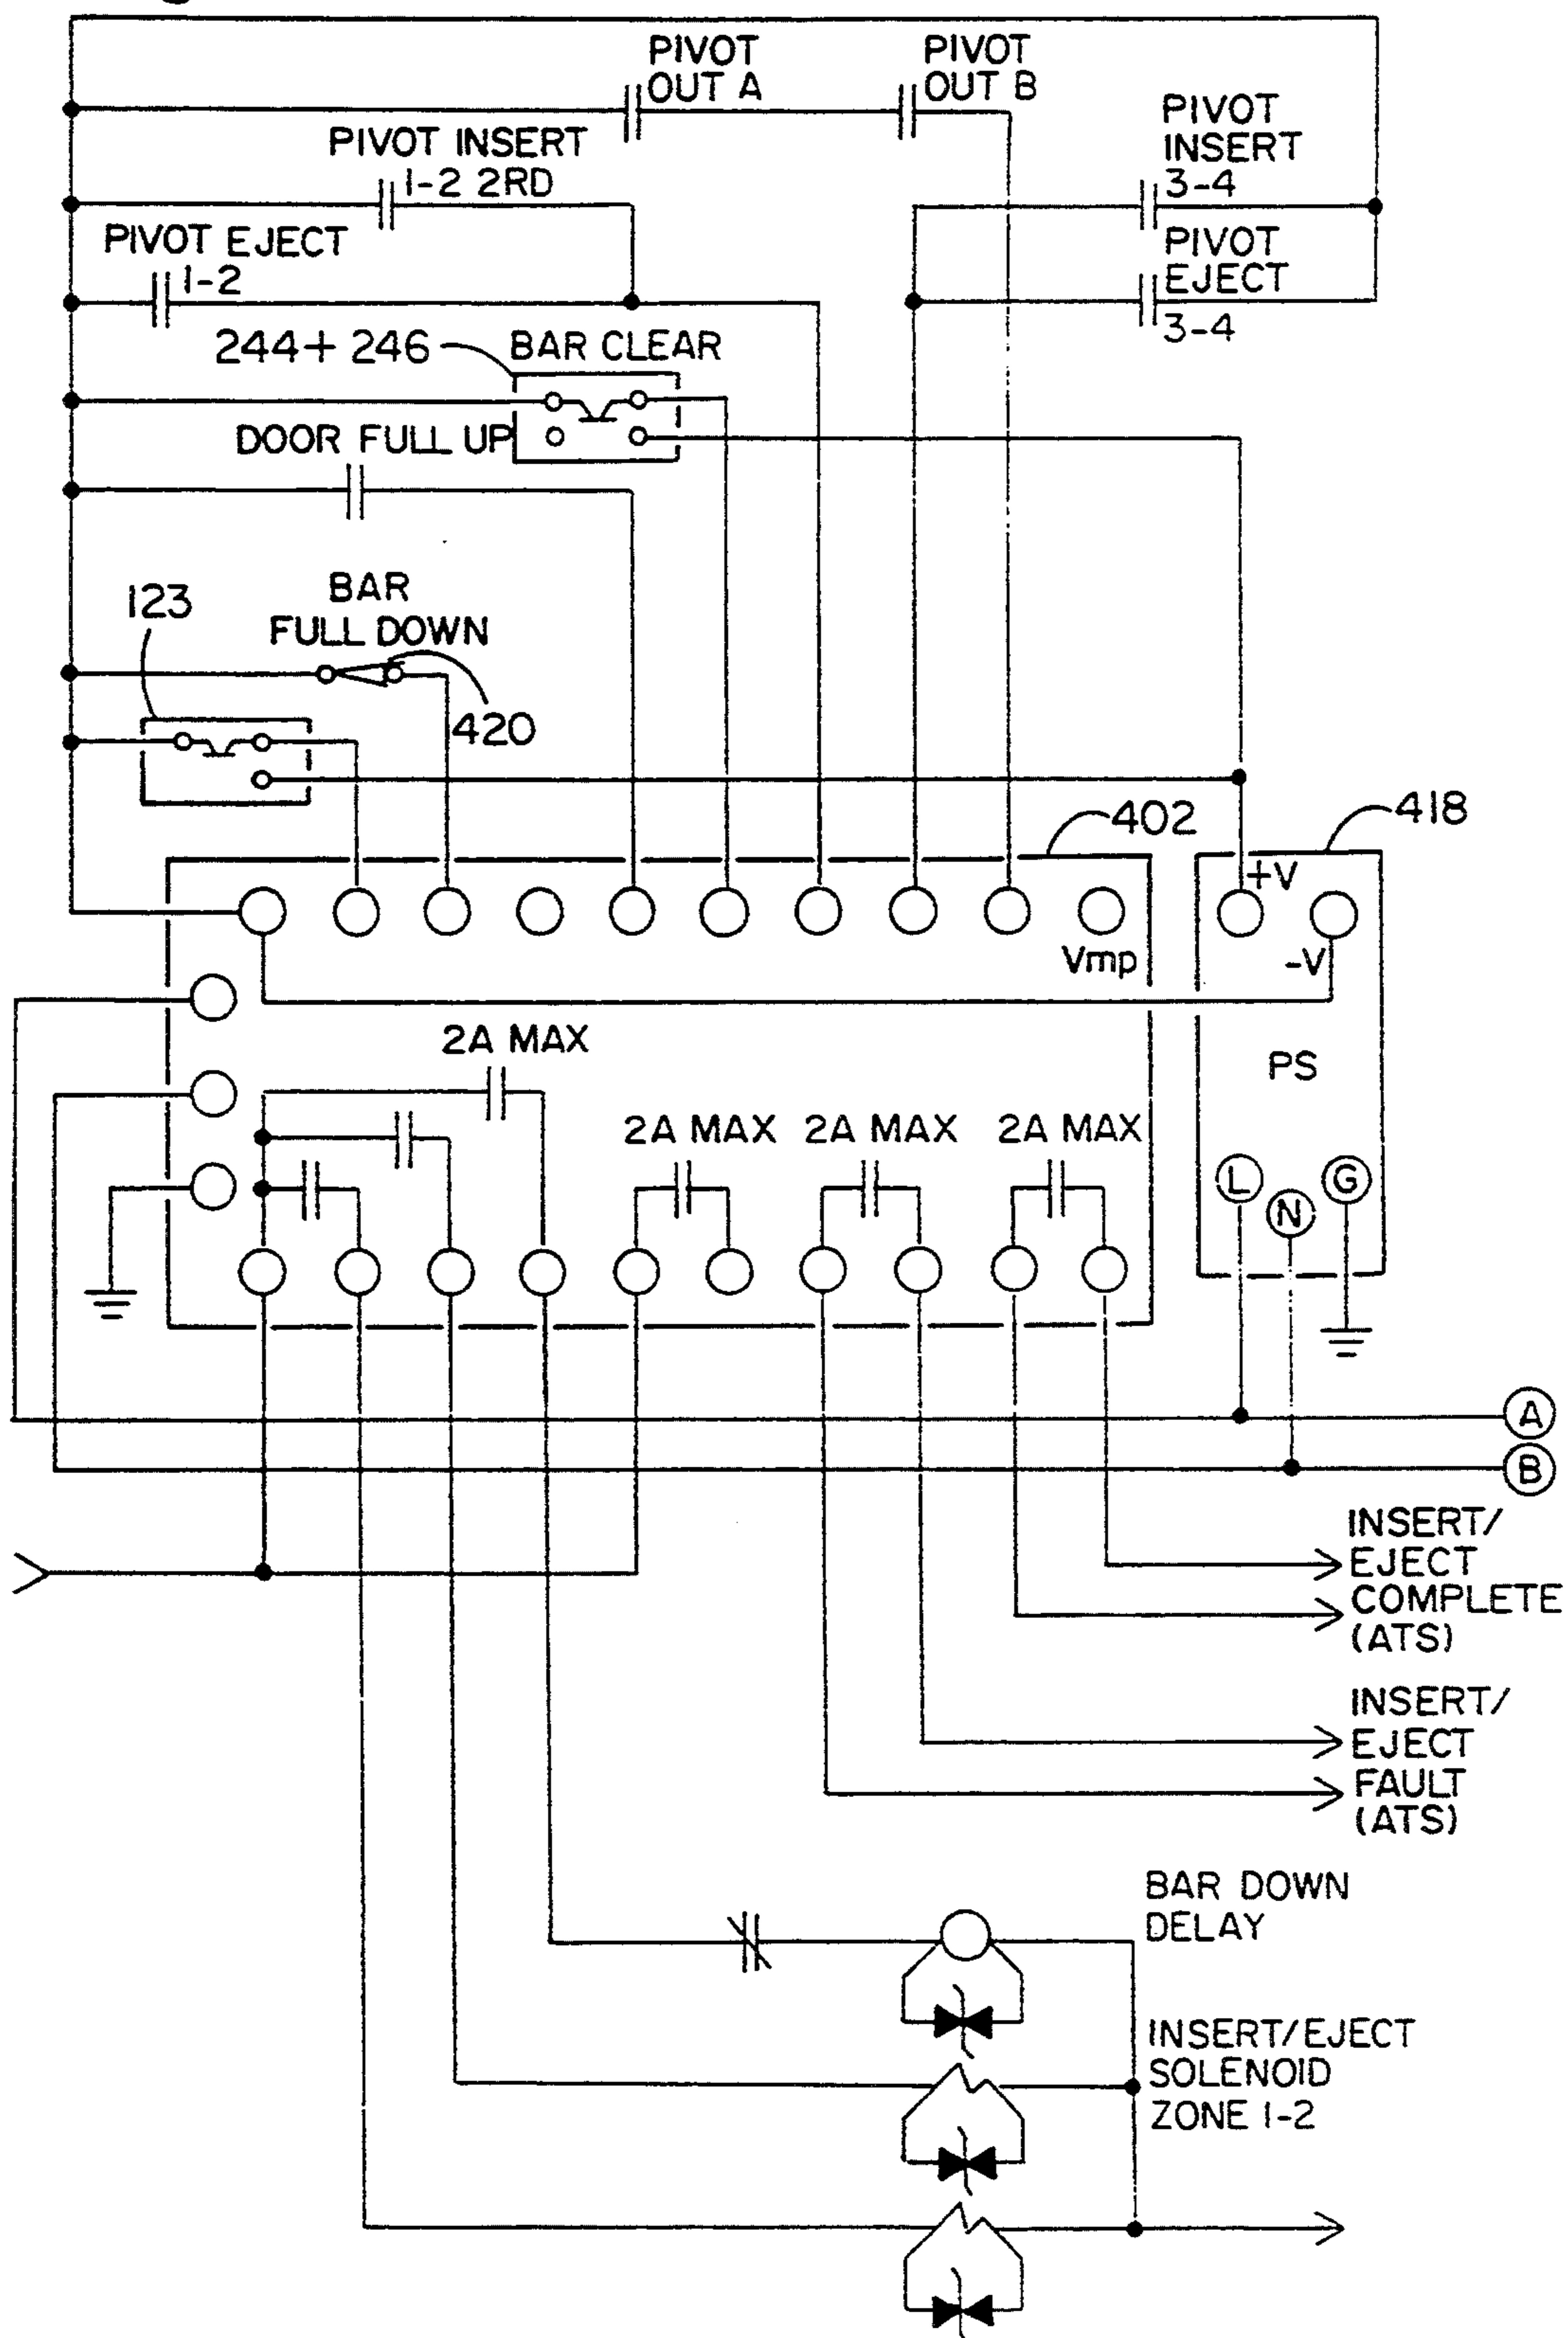 PIVOT
OUT A
PIVOT
OUT B
PIVOT
INSERT
3-4
PIVOT INSERT
1-2 2RD
PIVOT EJECT
1-2
PIVOT
EJECT
3-4
244+ 246
BAR CLEAR
DOOR FULL UP
123
BAR
FULL DOWN
420
402
418
+V
Vmp
-V
2A MAX
PS
2A MAX
2A MAX
2A MAX
L
N
G
A
B
INSERT/
EJECT
COMPLETE
(ATS)
INSERT/
EJECT
FAULT
(ATS)
BAR DOWN
DELAY
INSERT/EJECT
SOLENOID
ZONE 1-2